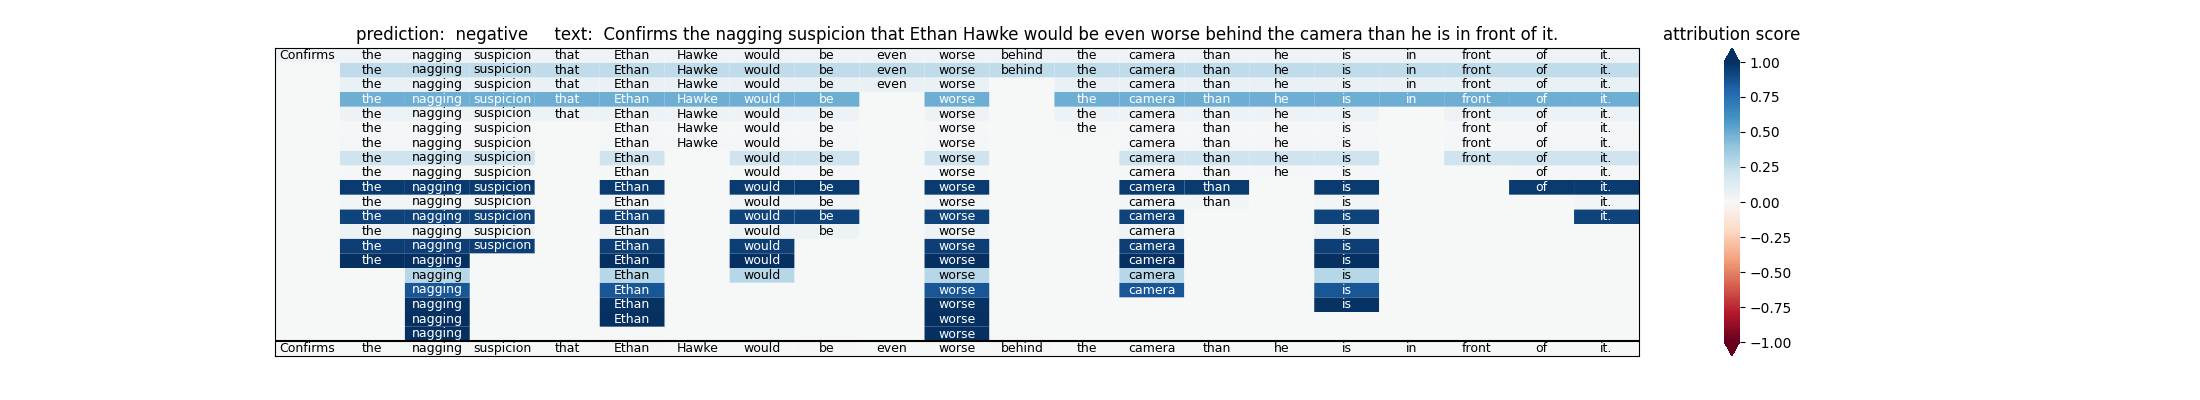 prediction:  negative     text:  Confirms the nagging suspicion that Ethan Hawke would be even worse behind the camera than he is in front of it.     attribution score
Confirms the nagging suspicion that Ethan Hawke would be even worse behind the camera than he is in front of it.     1.00
the nagging suspicion that Ethan Hawke would be even worse behind the camera than he is in front of it.
the nagging suspicion that Ethan Hawke would be even worse the camera than he is in front of it.
the nagging suspicion that Ethan Hawke would be worse the camera than he is in front of it.     0.75
the nagging suspicion that Ethan Hawke would be worse the camera than he is front of it.
the nagging suspicion Ethan Hawke would be worse the camera than he is front of it.     0.50
the nagging suspicion Ethan Hawke would be worse camera than he is front of it.
the nagging suspicion Ethan would be worse camera than he is front of it.     0.25
the nagging suspicion Ethan would be worse camera than he is of it.
the nagging suspicion Ethan would be worse camera than is of it.
the nagging suspicion Ethan would be worse camera than is it.     0.00
the nagging suspicion Ethan would be worse camera is it.
the nagging suspicion Ethan would be worse camera is     −0.25
the nagging suspicion Ethan would worse camera is
the nagging Ethan would worse camera is
nagging Ethan would worse camera is     −0.50
nagging Ethan worse camera is
nagging Ethan worse is     −0.75
nagging Ethan worse
nagging worse
Confirms the nagging suspicion that Ethan Hawke would be even worse behind the camera than he is in front of it.     −1.00